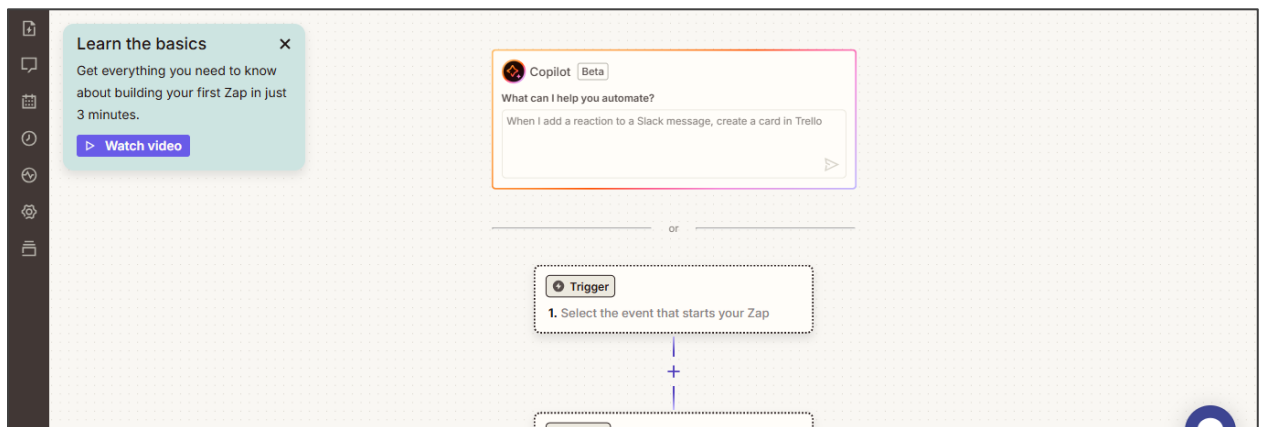 Learn the basics
Get everything you need to know
about building your first Zap in just
3 minutes.
Watch video
Copilot Beta
What can I help you automate?
When I add a reaction to a Slack message, create a card in Trello
or
Trigger
1. Select the event that starts your Zap